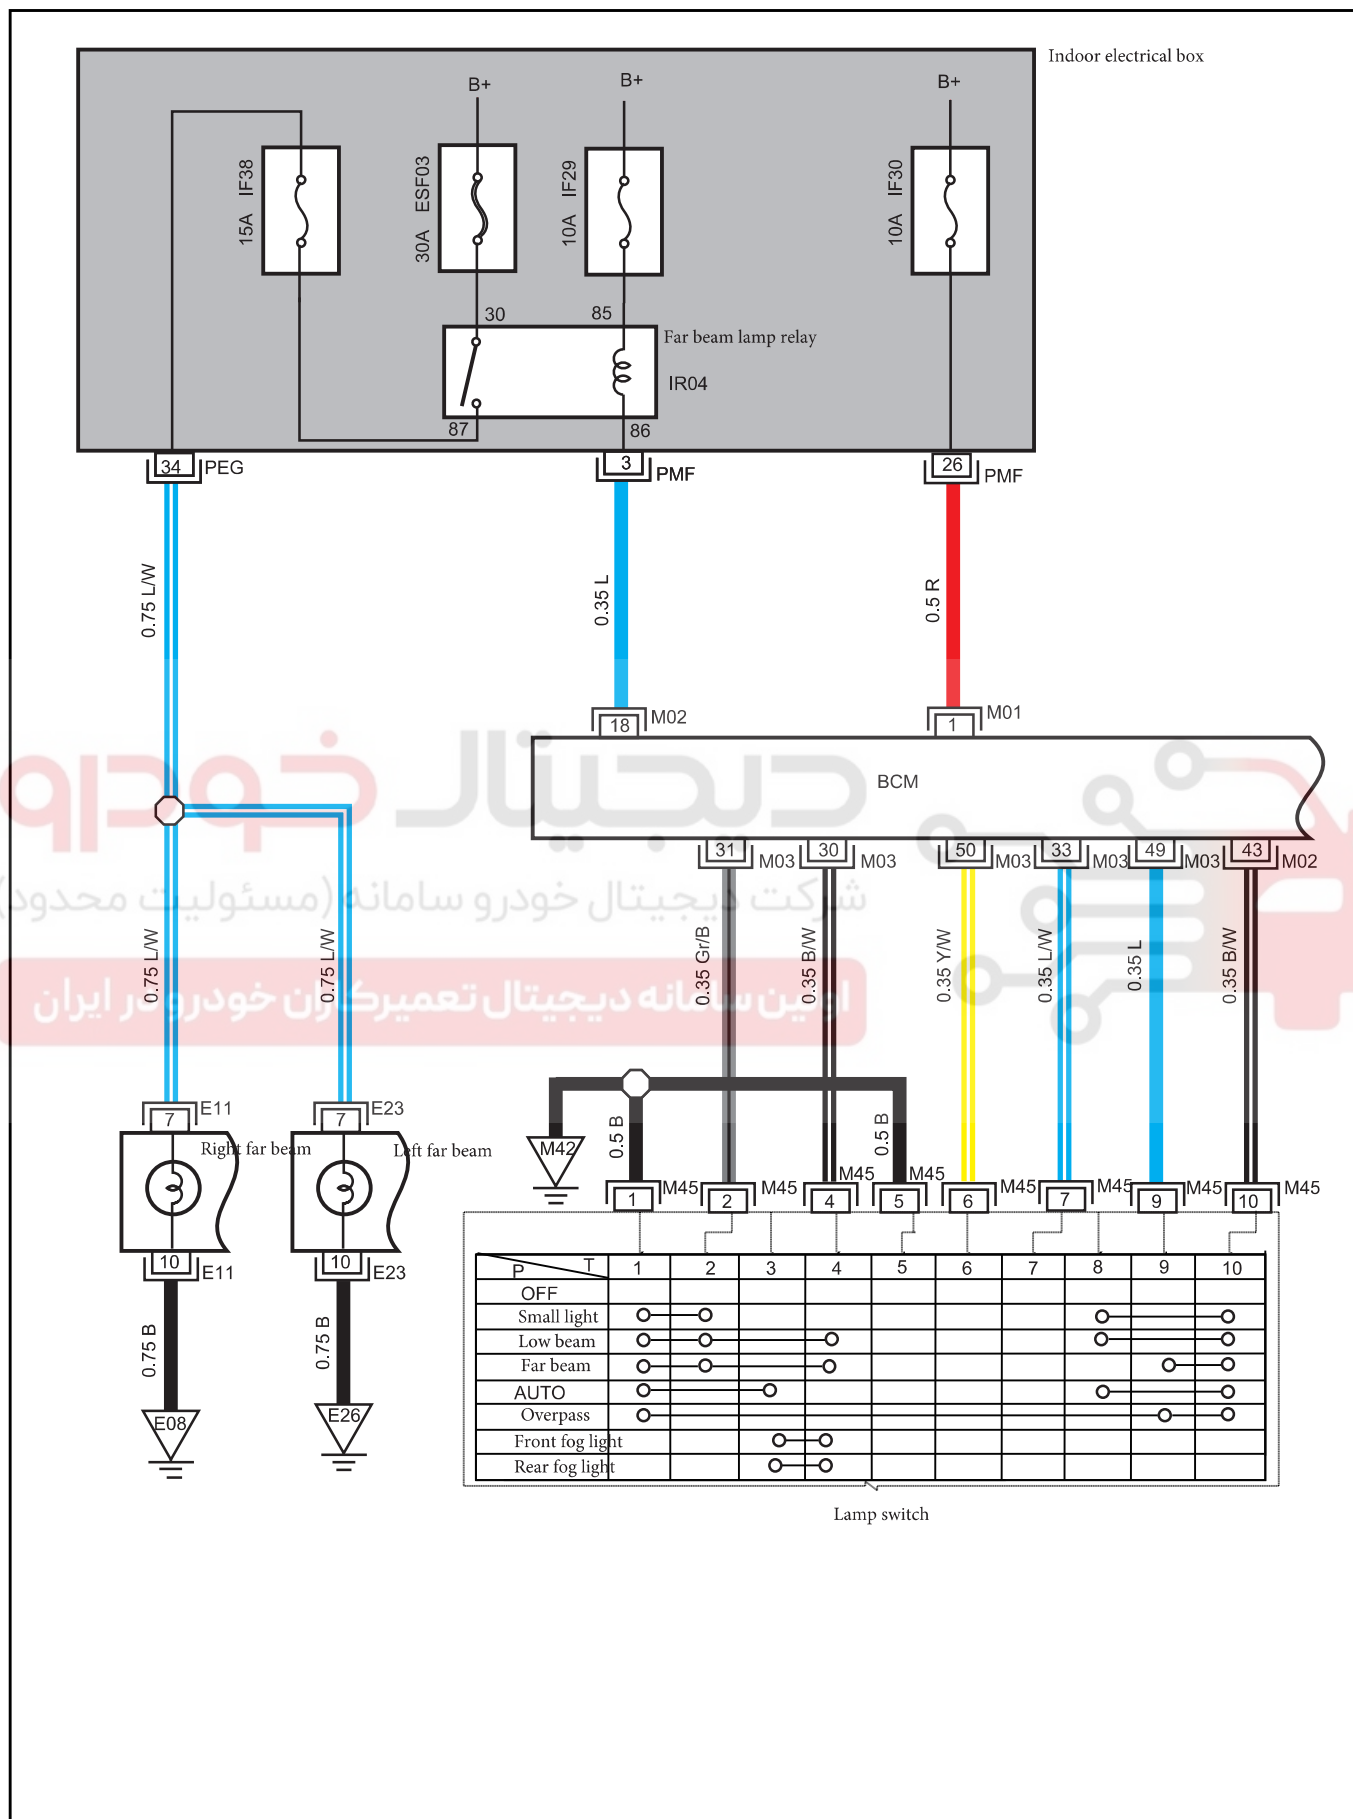 Indoor electrical box
B+
B+
B+
15A IF38
30A ESF03
10A IF29
10A IF30
30
85
Far beam lamp relay
IR04
87
86
34
PEG
3
PMF
26
PMF
0.75 L/W
0.35 L
0.5 R
18
M02
1
M01
BCM
دیجیتال خودرو
31
M03
30
M03
50
M03
33
M03
49
M03
43
M02
شرکت دیجیتال خودرو سامانه (مسئولیت محدود)
0.75 L/W
0.75 L/W
0.35 Gr/B
0.35 B/W
0.35 Y/W
0.35 L/W
0.35 L
0.35 B/W
اولین سامانه دیجیتال تعمیرکاران خودرو در ایران
7
E11
7
E23
Right far beam
Left far beam
M42
0.5 B
0.5 B
1
M45
2
M45
4
M45
5
M45
6
M45
7
M45
9
M45
10
M45
10
E11
10
E23
0.75 B
0.75 B
E08
E26
P T 1 2 3 4 5 6 7 8 9 10
OFF
Small light
Low beam
Far beam
AUTO
Overpass
Front fog light
Rear fog light
Lamp switch